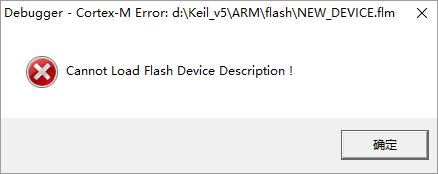 Debugger - Cortex-M Error: d:\Keil_v5\ARM\flash\NEW_DEVICE.flm
Cannot Load Flash Device Description !
确定